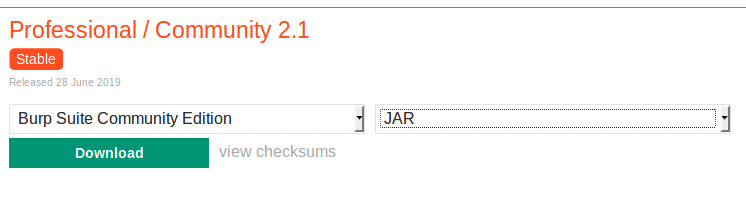 Professional / Community 2.1
Stable
Released 28 June 2019
Burp Suite Community Edition JAR
Download view checksums